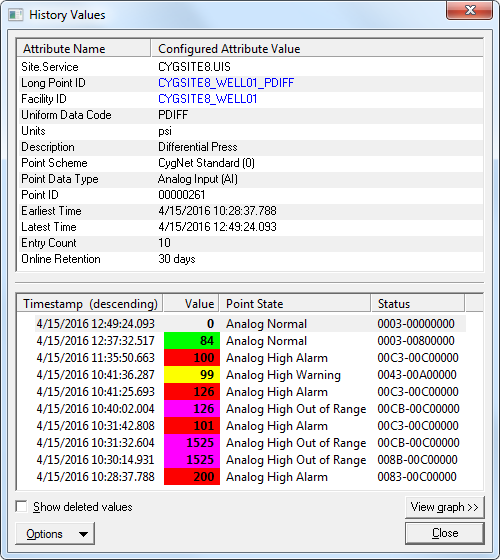 History Values
Attribute Name Configured Attribute Value
Site.Service CYGSITE8.UIS
Long Point ID CYGSITE8_WELL01_PDIFF
Facility ID CYGSITE8_WELL01
Uniform Data Code PDIFF
Units psi
Description Differential Press
Point Scheme CygNet Standard (0)
Point Data Type Analog Input (AI)
Point ID 00000261
Earliest Time 4/15/2016 10:28:37.788
Latest Time 4/15/2016 12:49:24.093
Entry Count 10
Online Retention 30 days
Timestamp (descending) Value Point State Status
4/15/2016 12:49:24.093 0 Analog Normal 0003-00000000
4/15/2016 12:37:32.517 84 Analog Normal 0003-00800000
4/15/2016 11:35:50.663 100 Analog High Alarm 00C3-00C00000
4/15/2016 10:41:36.287 99 Analog High Warning 0043-00A00000
4/15/2016 10:41:25.693 126 Analog High Alarm 00C3-00C00000
4/15/2016 10:40:02.004 126 Analog High Out of Range 00CB-00C00000
4/15/2016 10:31:42.808 101 Analog High Alarm 00C3-00C00000
4/15/2016 10:31:32.604 1525 Analog High Out of Range 00CB-00C00000
4/15/2016 10:30:14.931 1525 Analog High Out of Range 008B-00C00000
4/15/2016 10:28:37.788 200 Analog High Alarm 0083-00C00000
Show deleted values View graph >>
Options Close